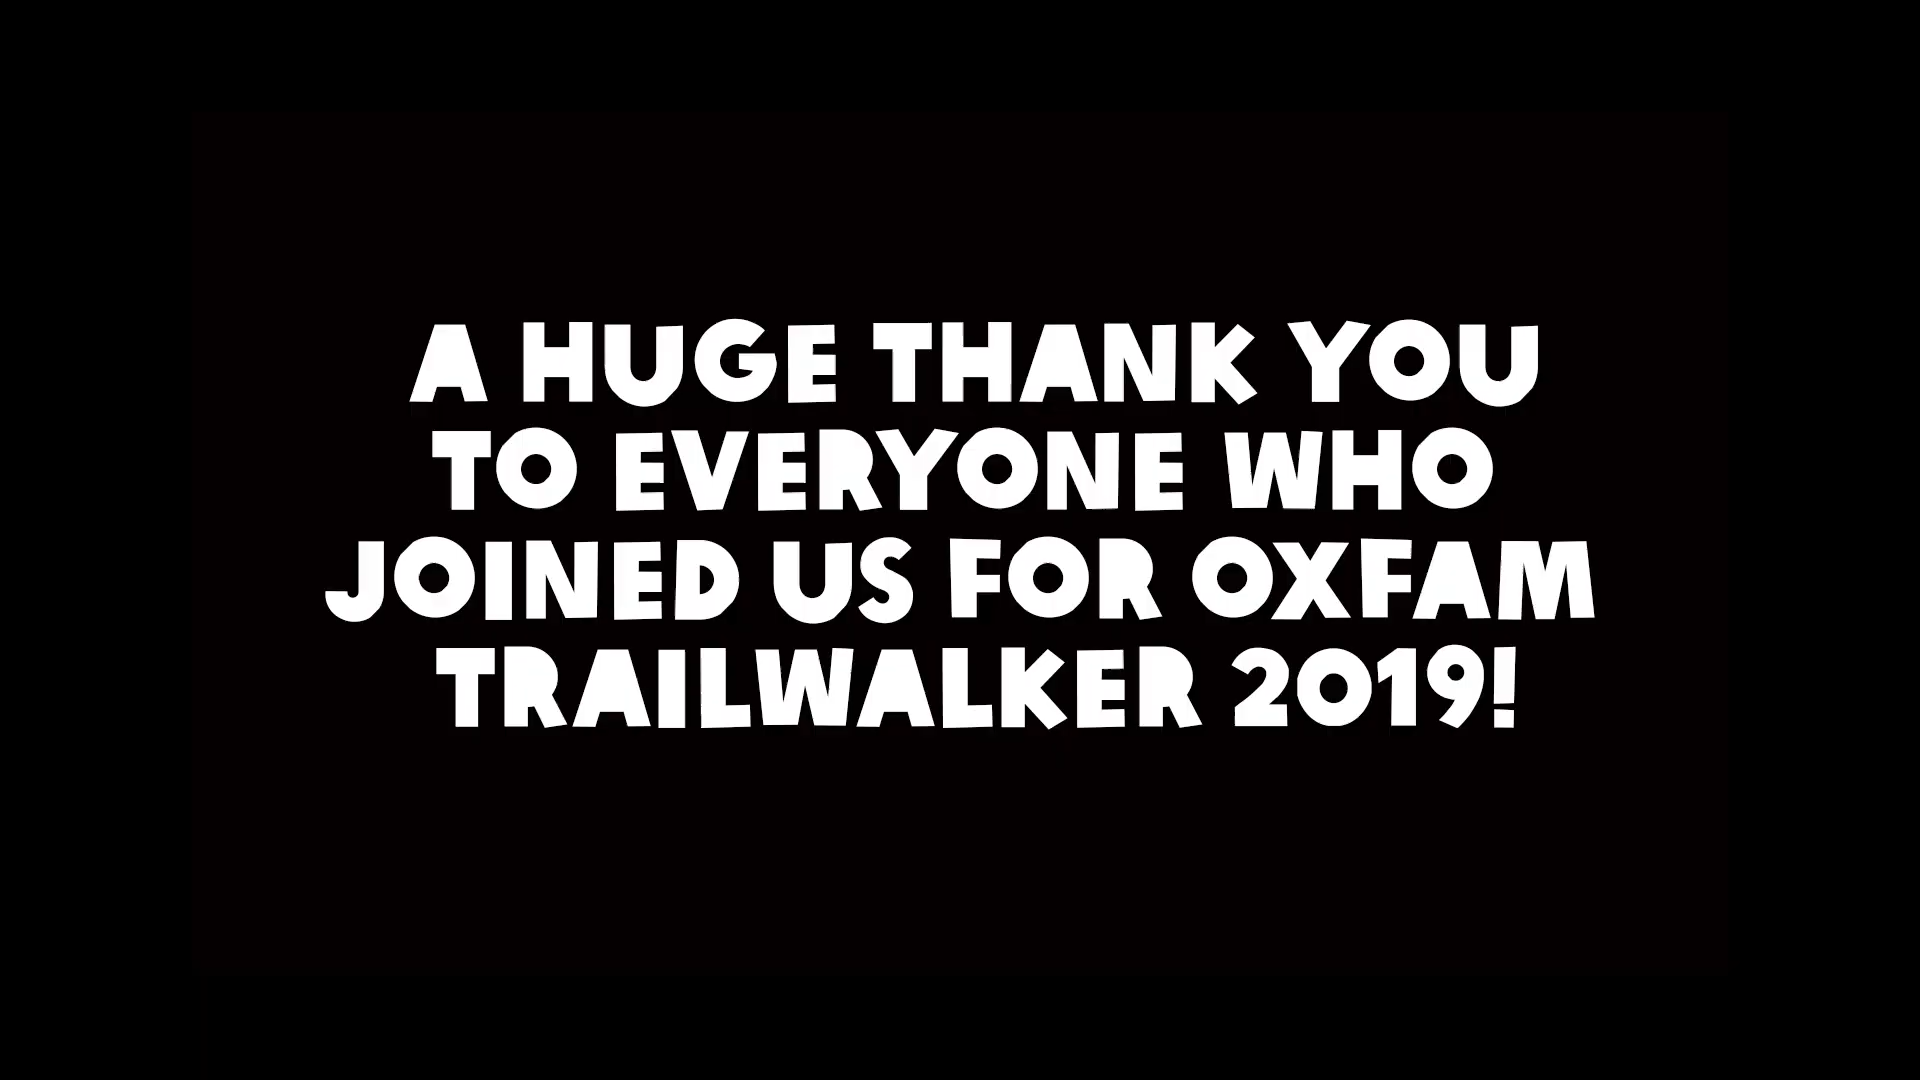 A HUGE THANK YOU
TO EVERYONE WHO
JOINED US FOR OXFAM
TRAILWALKER 2019!